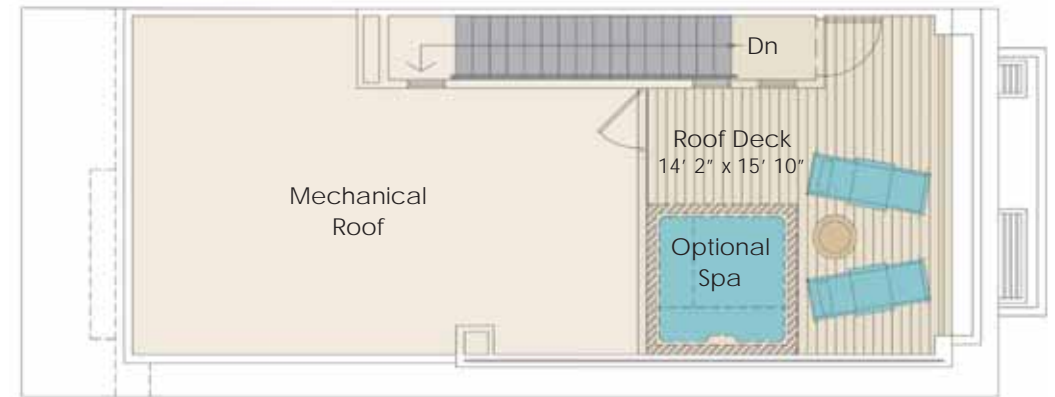 Dn
Roof Deck
14' 2" x 15' 10"
Mechanical
Roof
Optional
Spa